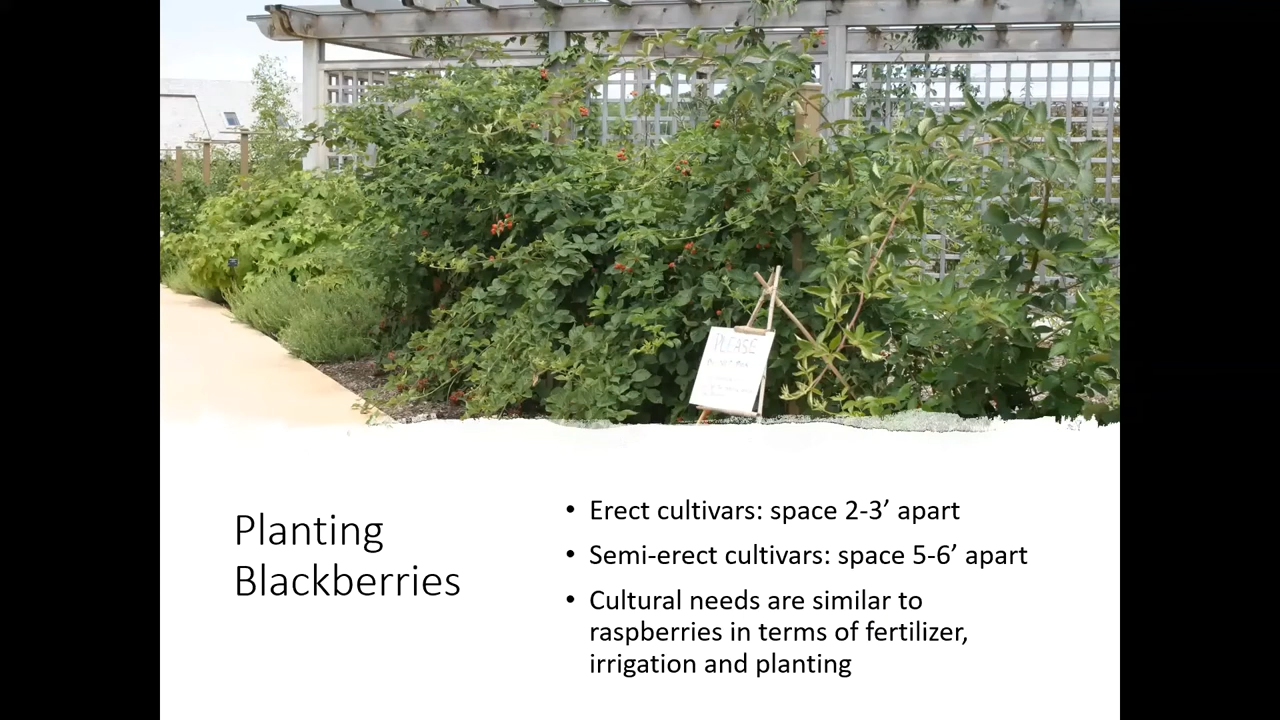 PLEASE
Planting
Blackberries
• Erect cultivars: space 2-3’ apart
• Semi-erect cultivars: space 5-6’ apart
• Cultural needs are similar to
raspberries in terms of fertilizer,
irrigation and planting